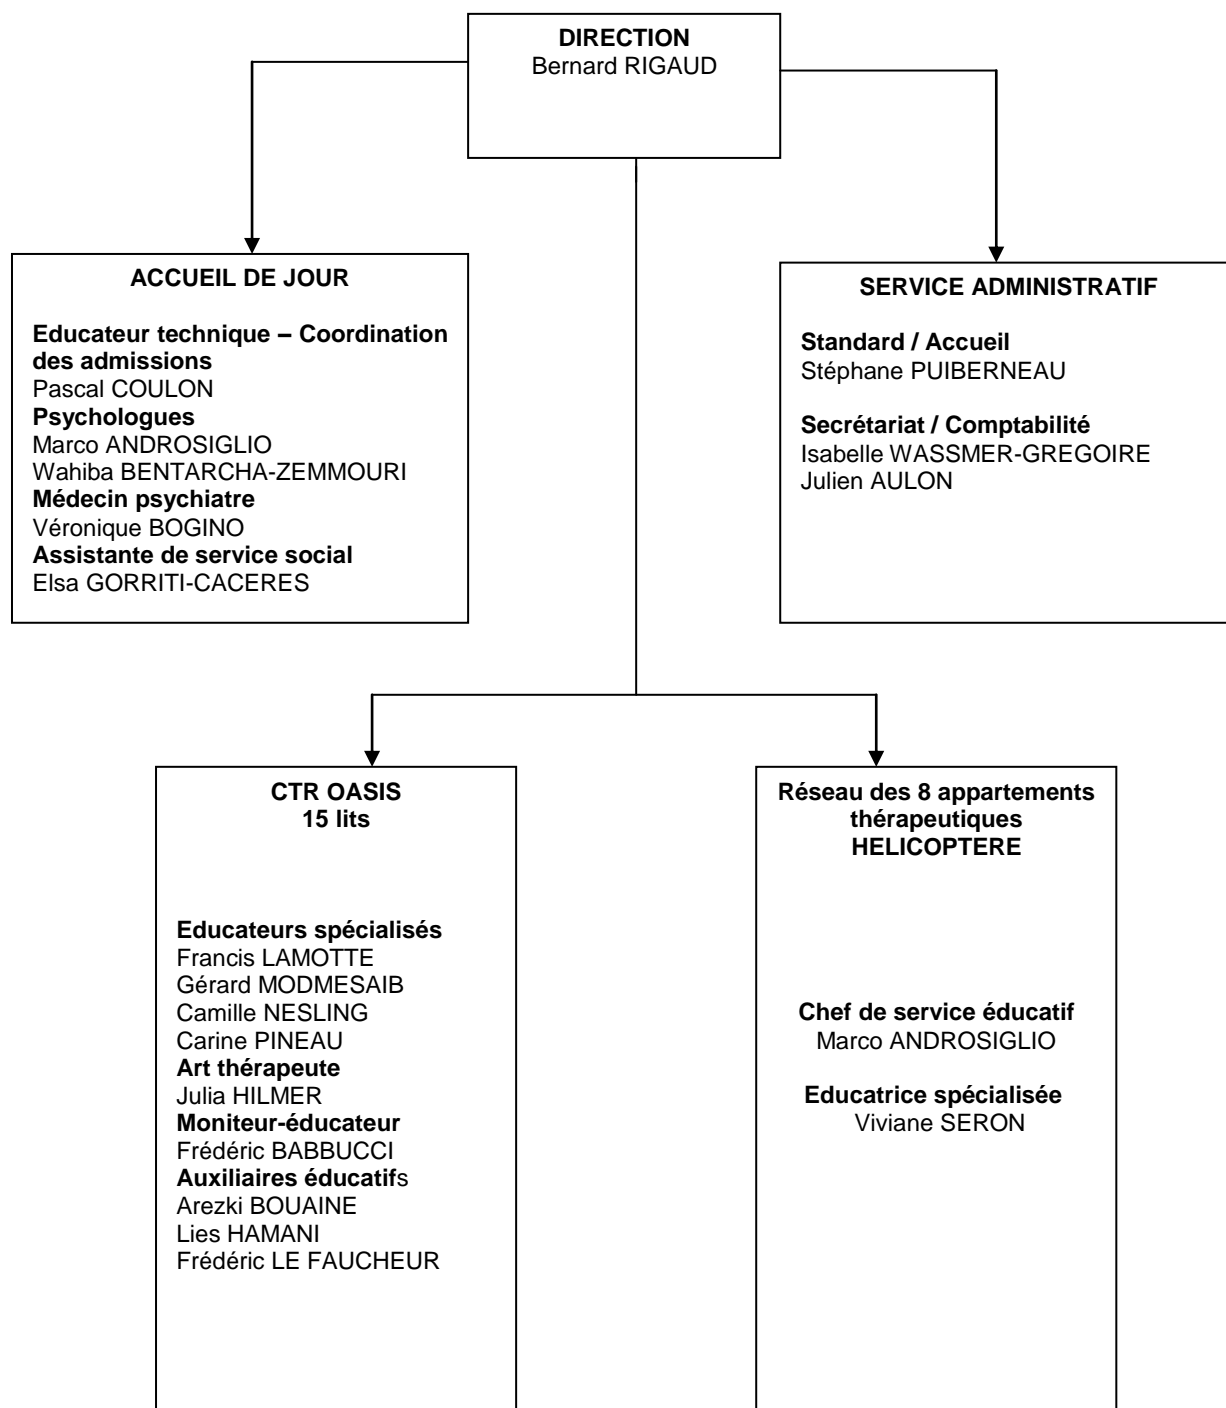 DIRECTION
Bernard RIGAUD
ACCUEIL DE JOUR
Educateur technique – Coordination
des admissions
Pascal COULON
Psychologues
Marco ANDROSIGLIO
Wahiba BENTARCHA-ZEMMOURI
Médecin psychiatre
Véronique BOGINO
Assistante de service social
Elsa GORRITI-CACERES
SERVICE ADMINISTRATIF
Standard / Accueil
Stéphane PUIBERNEAU
Secrétariat / Comptabilité
Isabelle WASSMER-GREGOIRE
Julien AULON
CTR OASIS
15 lits
Educateurs spécialisés
Francis LAMOTTE
Gérard MODMESAIB
Camille NESLING
Carine PINEAU
Art thérapeute
Julia HILMER
Moniteur-éducateur
Frédéric BABBUCCI
Auxiliaires éducatifs
Arezki BOUAINE
Lies HAMANI
Frédéric LE FAUCHEUR
Réseau des 8 appartements
thérapeutiques
HELICOPTERE
Chef de service éducatif
Marco ANDROSIGLIO
Educatrice spécialisée
Viviane SERON